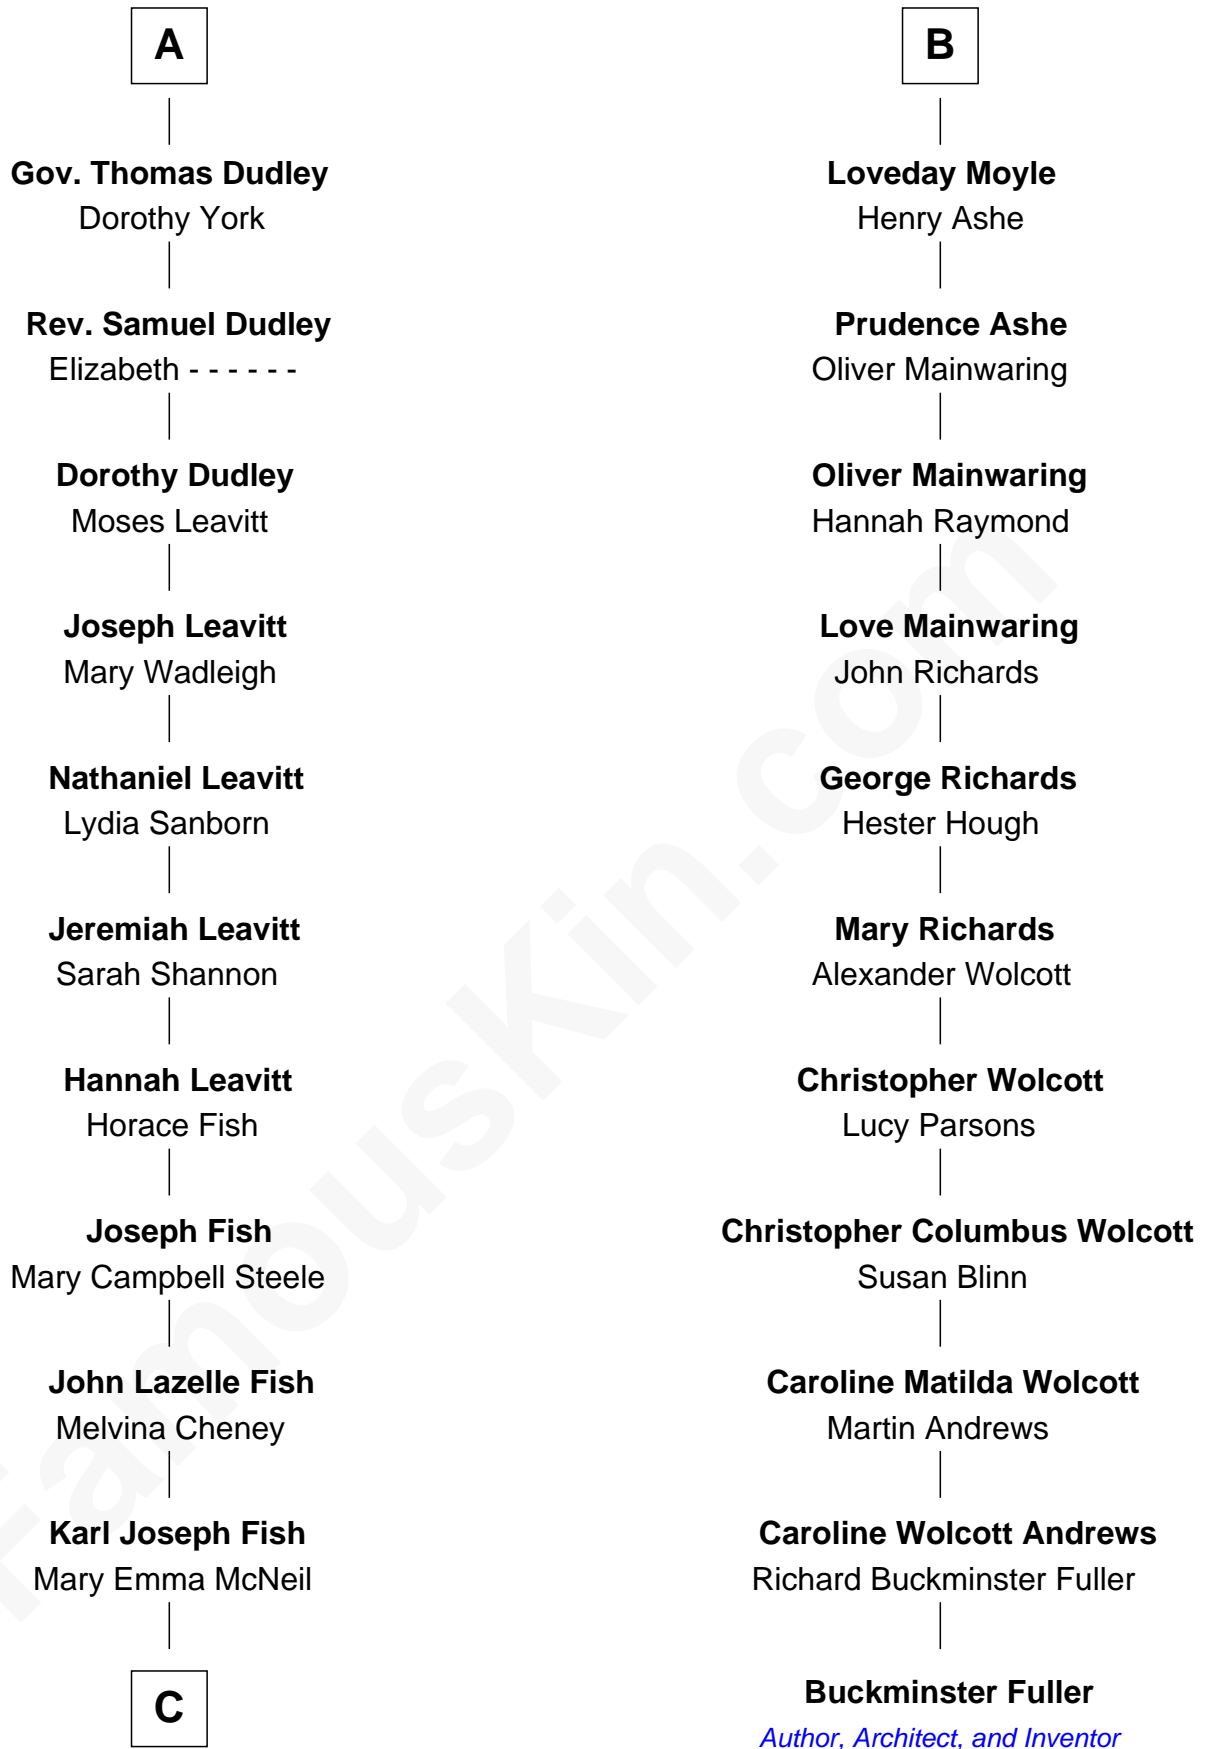 A
Gov. Thomas Dudley
Dorothy York
Rev. Samuel Dudley
Elizabeth - - - - - -
Dorothy Dudley
Moses Leavitt
Joseph Leavitt
Mary Wadleigh
Nathaniel Leavitt
Lydia Sanborn
Jeremiah Leavitt
Sarah Shannon
Hannah Leavitt
Horace Fish
Joseph Fish
Mary Campbell Steele
John Lazelle Fish
Melvina Cheney
Karl Joseph Fish
Mary Emma McNeil
C
B
Loveday Moyle
Henry Ashe
Prudence Ashe
Oliver Mainwaring
Oliver Mainwaring
Hannah Raymond
Love Mainwaring
John Richards
George Richards
Hester Hough
Mary Richards
Alexander Wolcott
Christopher Wolcott
Lucy Parsons
Christopher Columbus Wolcott
Susan Blinn
Caroline Matilda Wolcott
Martin Andrews
Caroline Wolcott Andrews
Richard Buckminster Fuller
Buckminster Fuller
Author, Architect, and Inventor
FamousKin.com